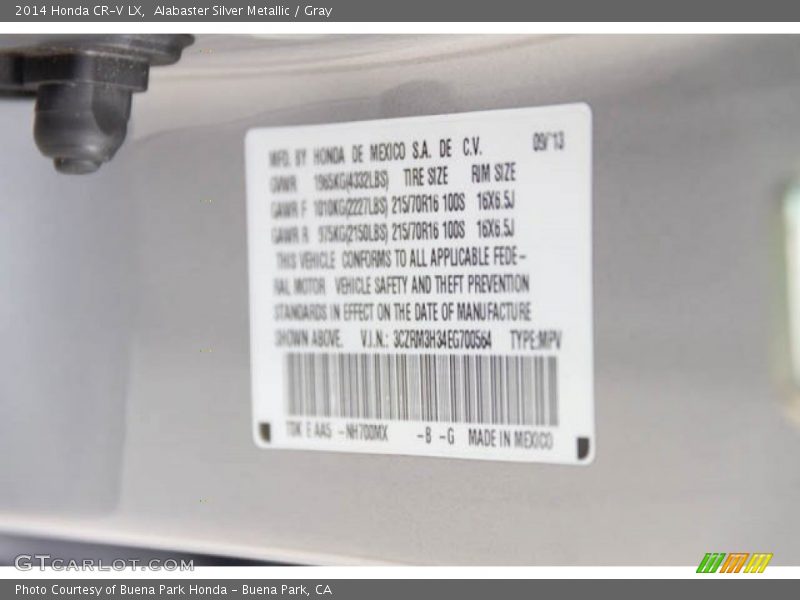 2014 Honda CR-V LX,  Alabaster Silver Metallic / Gray
MFD. BY HONDA DE MEXICO S.A. DE C.V. 09/13
GVWR 1965KG(4332LBS) TIRE SIZE RIM SIZE
GAWR F 1010KG(2227LBS) 215/70R16 100S 16X6.5J
GAWR R 975KG(2150LBS) 215/70R16 100S 16X6.5J
THIS VEHICLE CONFORMS TO ALL APPLICABLE FEDE-
RAL MOTOR VEHICLE SAFETY AND THEFT PREVENTION
STANDARDS IN EFFECT ON THE DATE OF MANUFACTURE
SHOWN ABOVE. V.I.N.: 3CZRM3H34EG700564 TYPE:MPV
T0K E AA5 -NH700MX -B -G MADE IN MEXICO
GTCARLOT.COM
Photo Courtesy of Buena Park Honda - Buena Park, CA